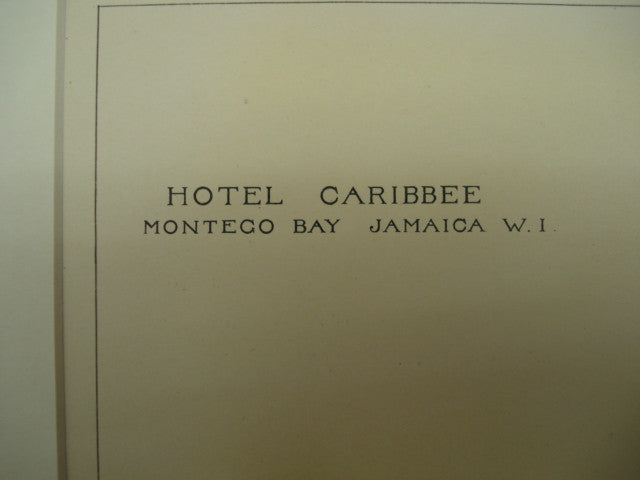 HOTEL CARIBBEE
MONTEGO BAY JAMAICA W. I.